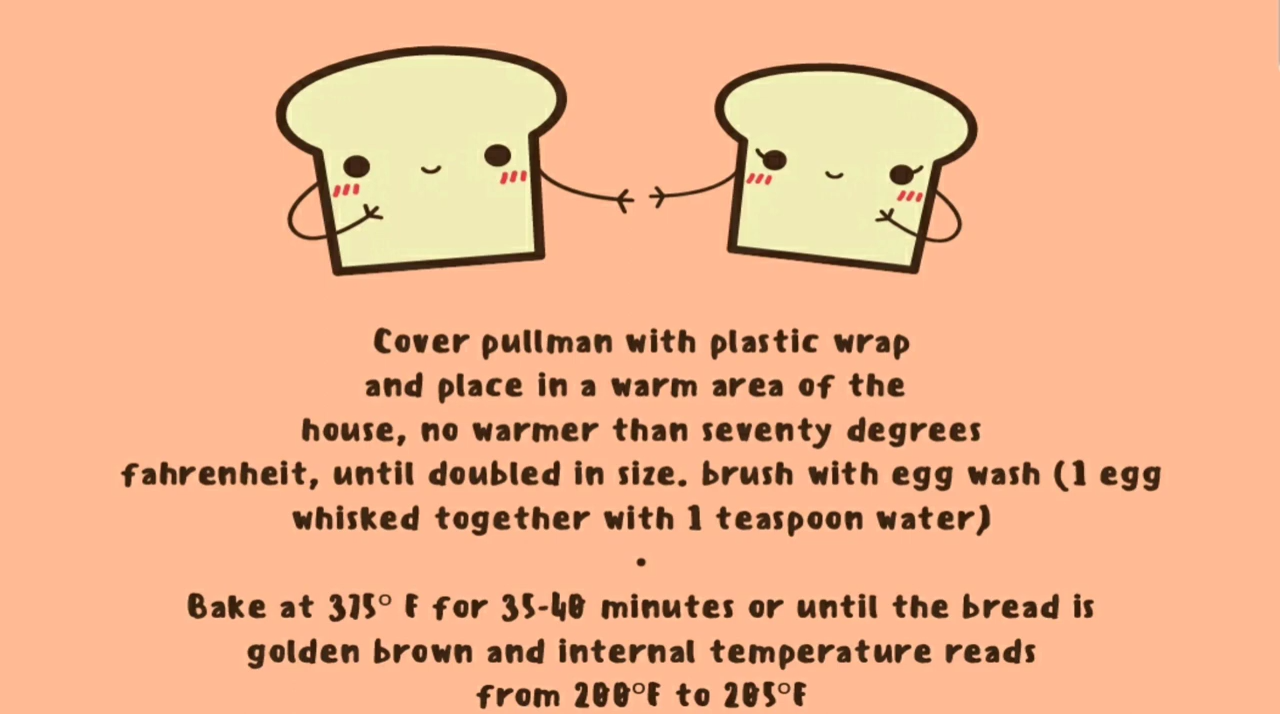 Cover pullman with plastic wrap
and place in a warm area of the
house, no warmer than seventy degrees
fahrenheit, until doubled in size. brush with egg wash (1 egg
whisked together with 1 teaspoon water)
•
Bake at 375° F for 35-40 minutes or until the bread is
golden brown and internal temperature reads
from 200°F to 205°F